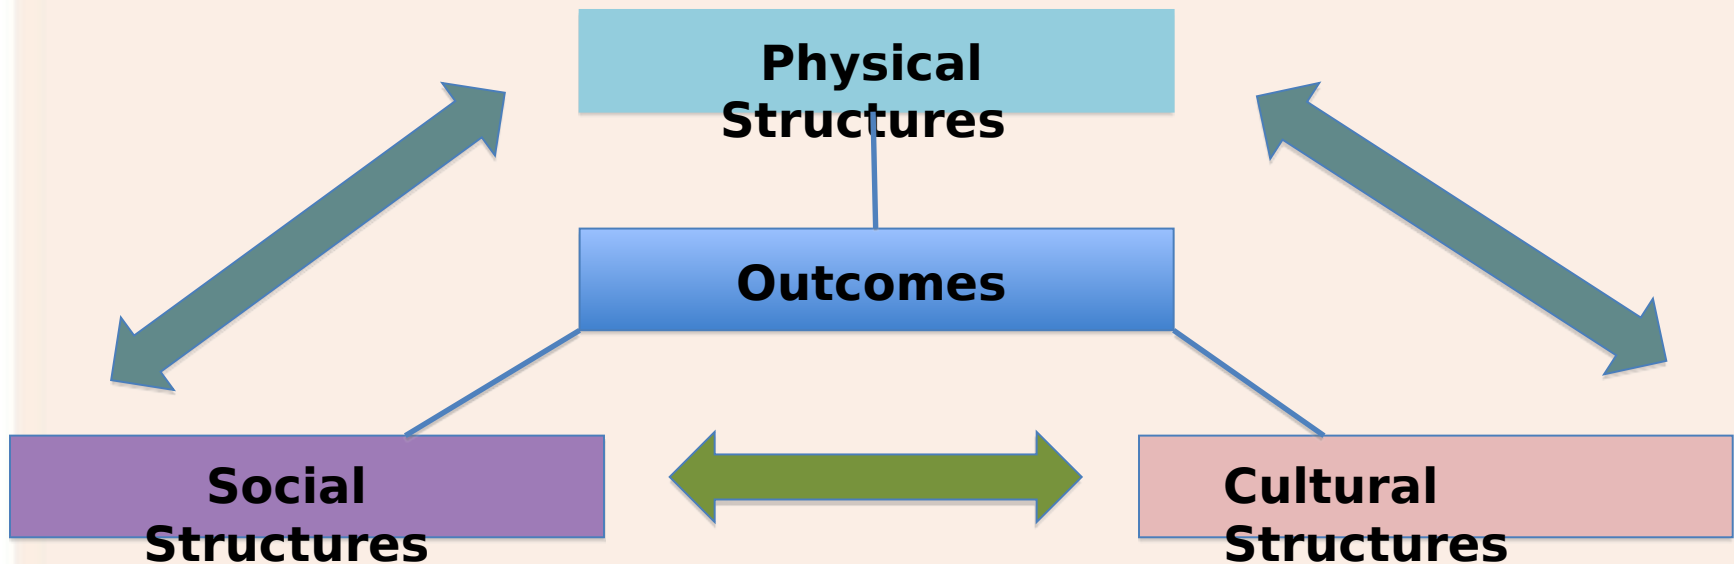 Physical
Structures
Outcomes
Social
Structures
Cultural
Structures